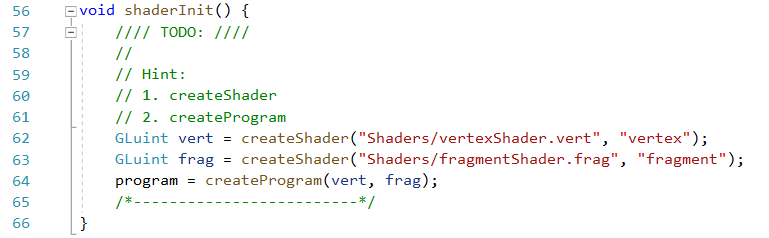 56 void shaderInit() {
57 //// TODO: ////
58 //
59 // Hint:
60 // 1. createShader
61 // 2. createProgram
62 GLuint vert = createShader("Shaders/vertexShader.vert", "vertex");
63 GLuint frag = createShader("Shaders/fragmentShader.frag", "fragment");
64 program = createProgram(vert, frag);
65 /*-------------------------*/
66 }